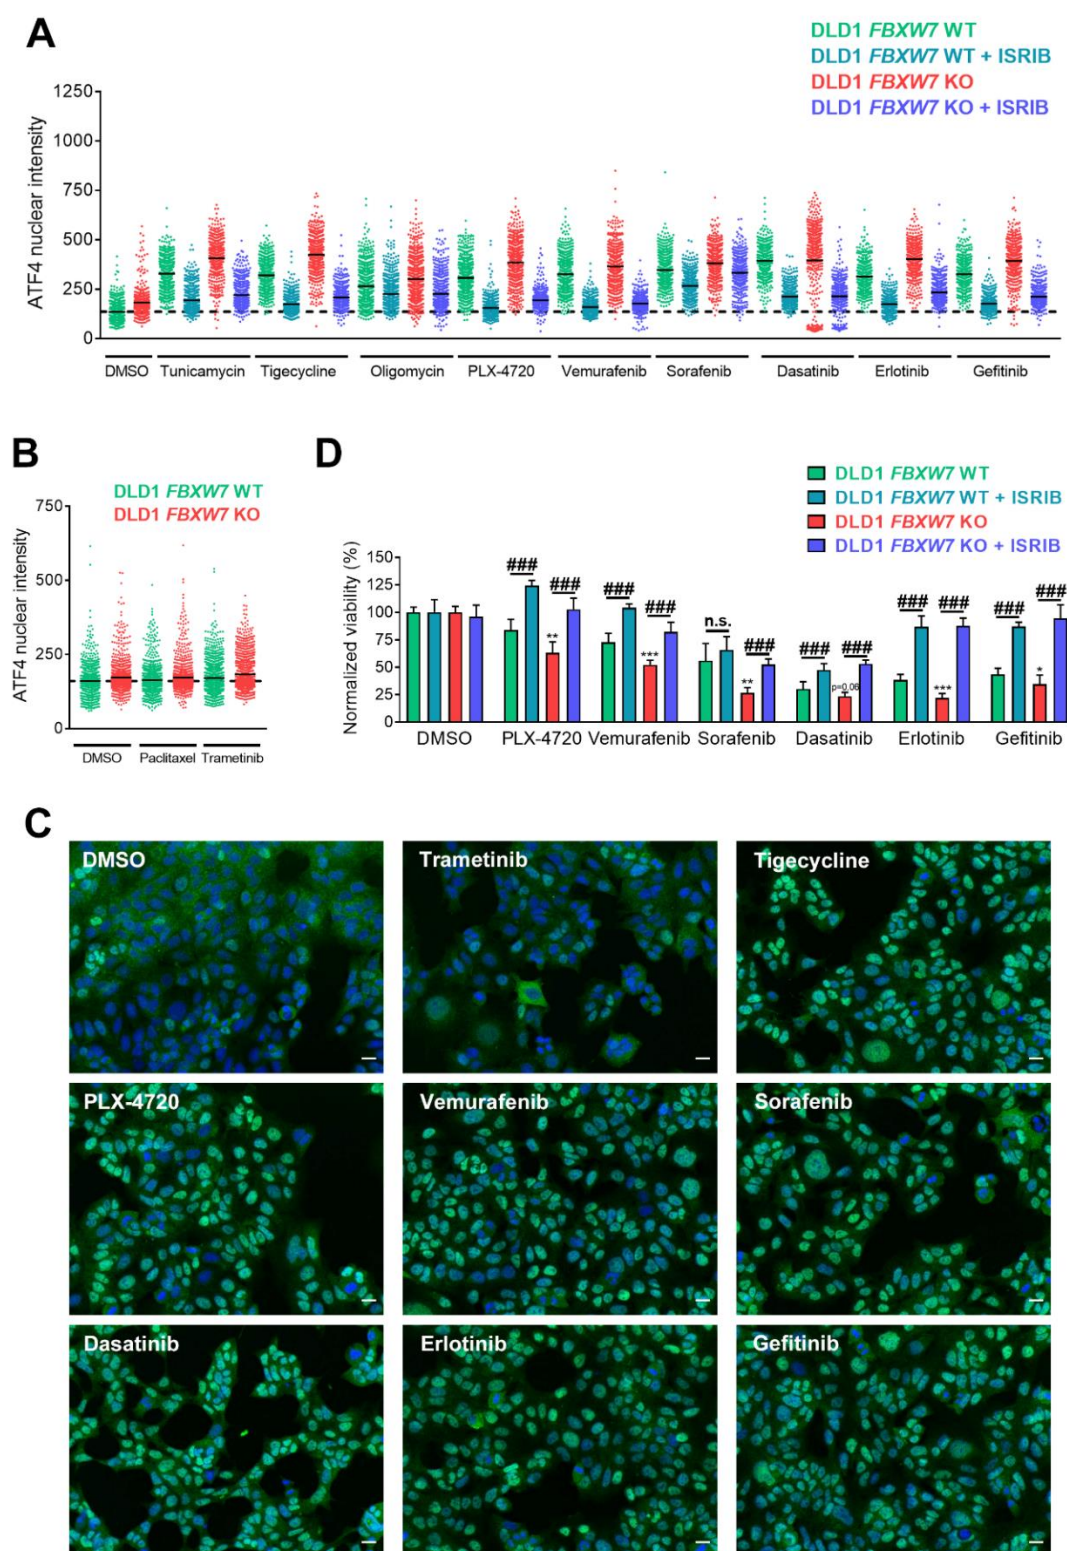 A
DLD1 FBXW7 WT
DLD1 FBXW7 WT + ISRIB
DLD1 FBXW7 KO
DLD1 FBXW7 KO + ISRIB
ATF4 nuclear intensity
1250
1000
750
500
250
0
DMSO Tunicamycin Tigecycline Oligomycin PLX-4720 Vemurafenib Sorafenib Dasatinib Erlotinib Gefitinib
B
DLD1 FBXW7 WT
DLD1 FBXW7 KO
ATF4 nuclear intensity
750
500
250
0
DMSO Paclitaxel Trametinib
D
DLD1 FBXW7 WT
DLD1 FBXW7 WT + ISRIB
DLD1 FBXW7 KO
DLD1 FBXW7 KO + ISRIB
Normalized viability (%)
150
125
100
75
50
25
0
### ### ### ### n.s. ### ### ### ### ### ### ###
** *** ** p=0.06 *** *
DMSO PLX-4720 Vemurafenib Sorafenib Dasatinib Erlotinib Gefitinib
C
DMSO
Trametinib
Tigecycline
PLX-4720
Vemurafenib
Sorafenib
Dasatinib
Erlotinib
Gefitinib